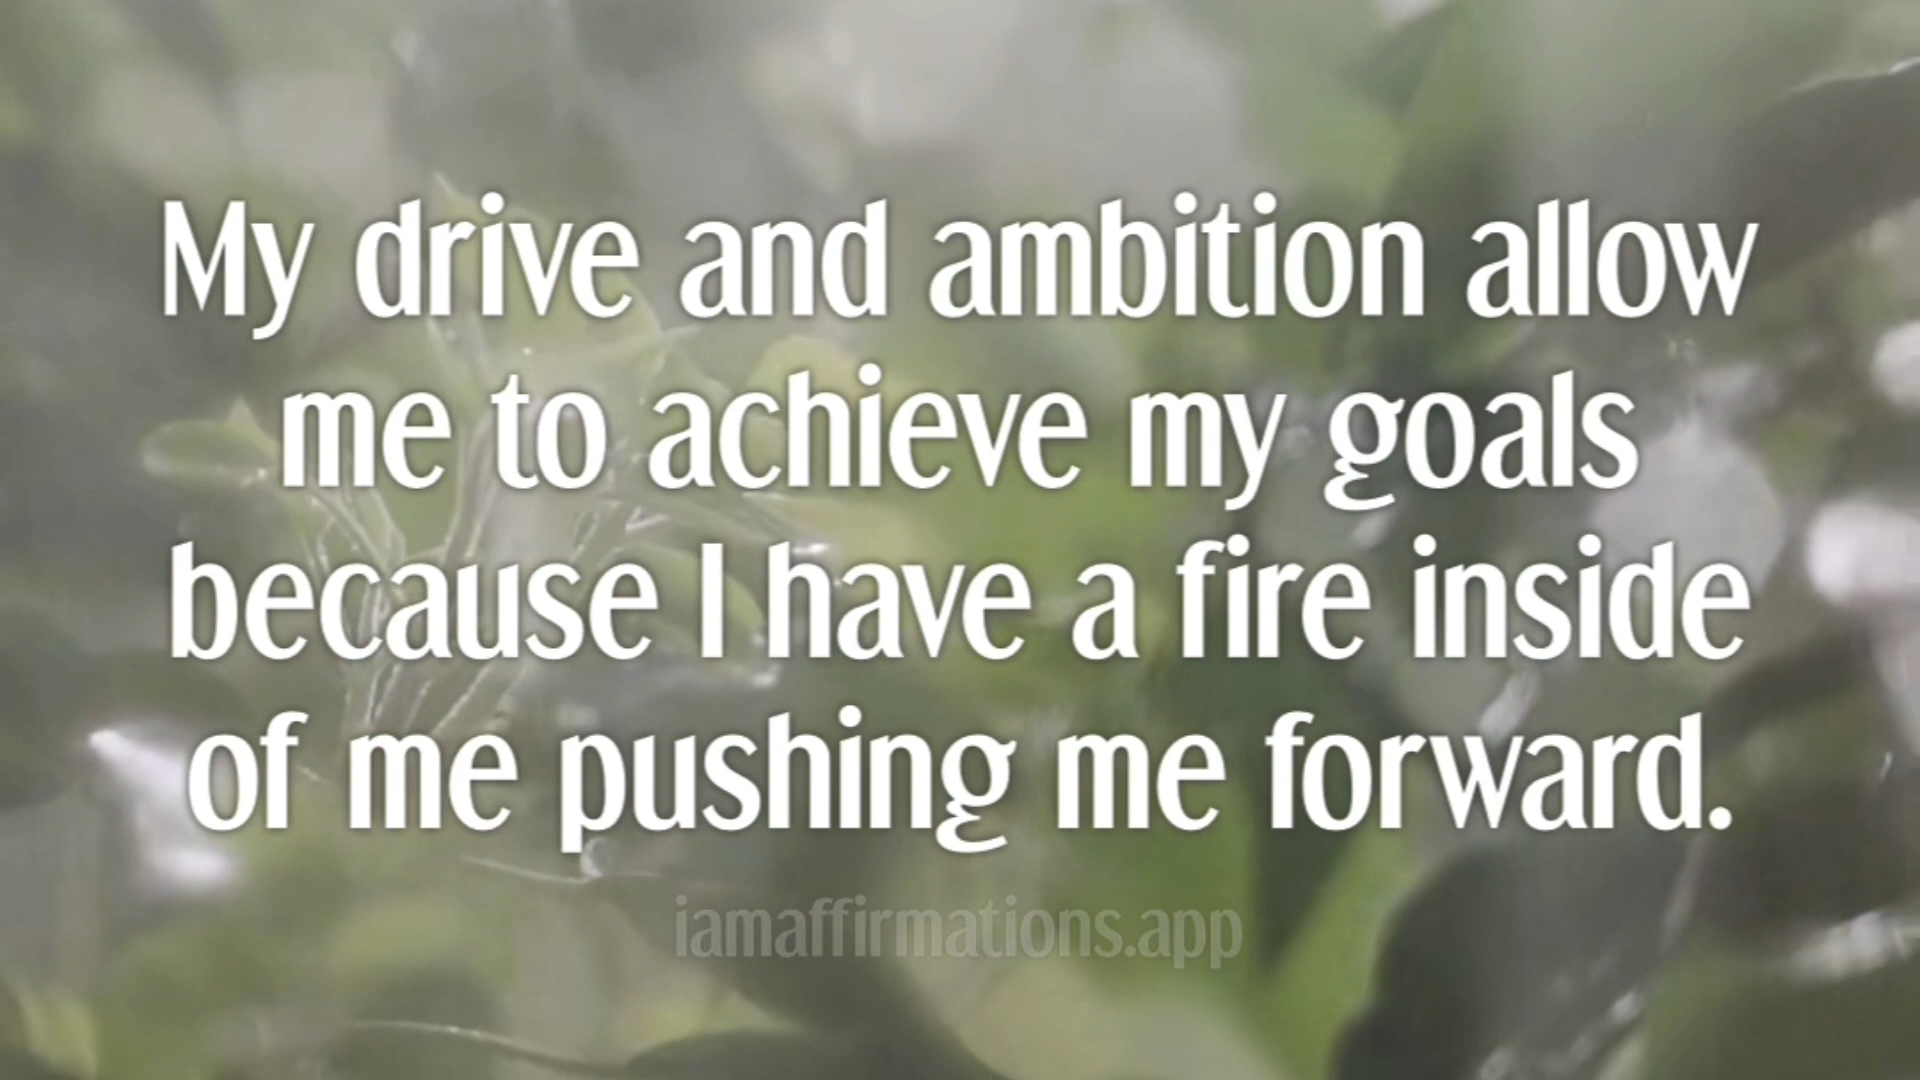 My drive and ambition allow
me to achieve my goals
because I have a fire inside
of me pushing me forward.
iamaffirmations.app